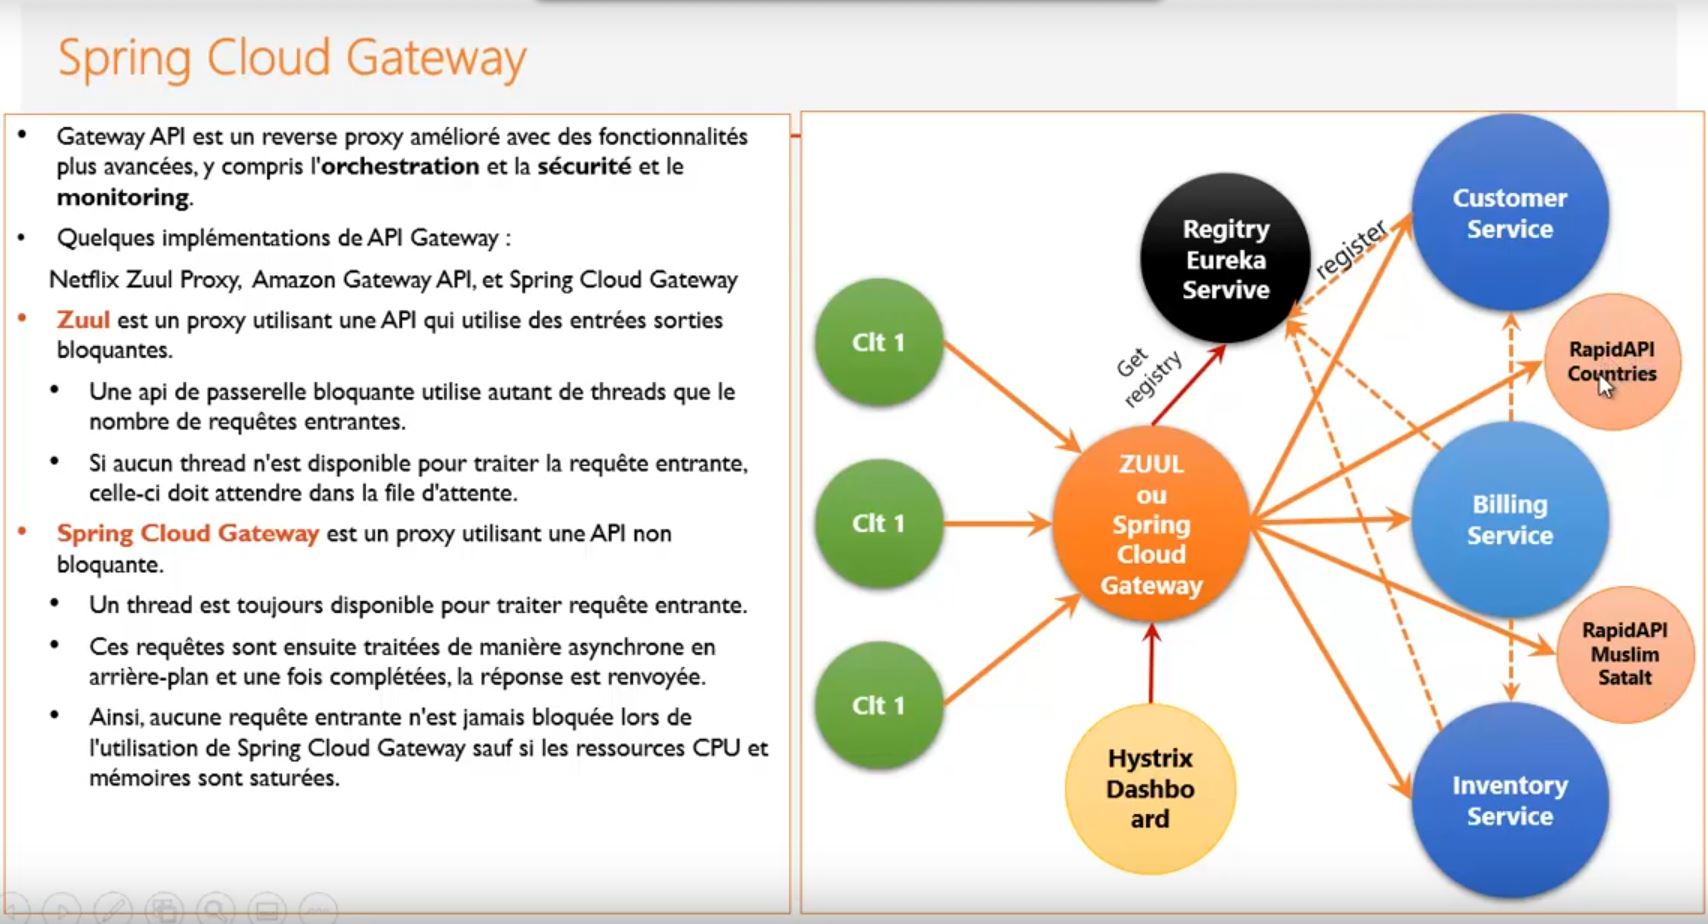 Spring Cloud Gateway
• Gateway API est un reverse proxy amélioré avec des fonctionnalités
plus avancées, y compris l'orchestration et la sécurité et le
monitoring.
• Quelques implémentations de API Gateway :
Netflix Zuul Proxy, Amazon Gateway API, et Spring Cloud Gateway
• Zuul est un proxy utilisant une API qui utilise des entrées sorties
bloquantes.
• Une api de passerelle bloquante utilise autant de threads que le
nombre de requêtes entrantes.
• Si aucun thread n'est disponible pour traiter la requête entrante,
celle-ci doit attendre dans la file d'attente.
• Spring Cloud Gateway est un proxy utilisant une API non
bloquante.
• Un thread est toujours disponible pour traiter requête entrante.
• Ces requêtes sont ensuite traitées de manière asynchrone en
arrière-plan et une fois complétées, la réponse est renvoyée.
• Ainsi, aucune requête entrante n'est jamais bloquée lors de
l'utilisation de Spring Cloud Gateway sauf si les ressources CPU et
mémoires sont saturées.
Clt 1
Clt 1
Clt 1
Regitry
Eureka
Servive
Get
registry
register
ZUUL
ou
Spring
Cloud
Gateway
Hystrix
Dashbo
ard
Customer
Service
RapidAPI
Countries
Billing
Service
RapidAPI
Muslim
Satalt
Inventory
Service